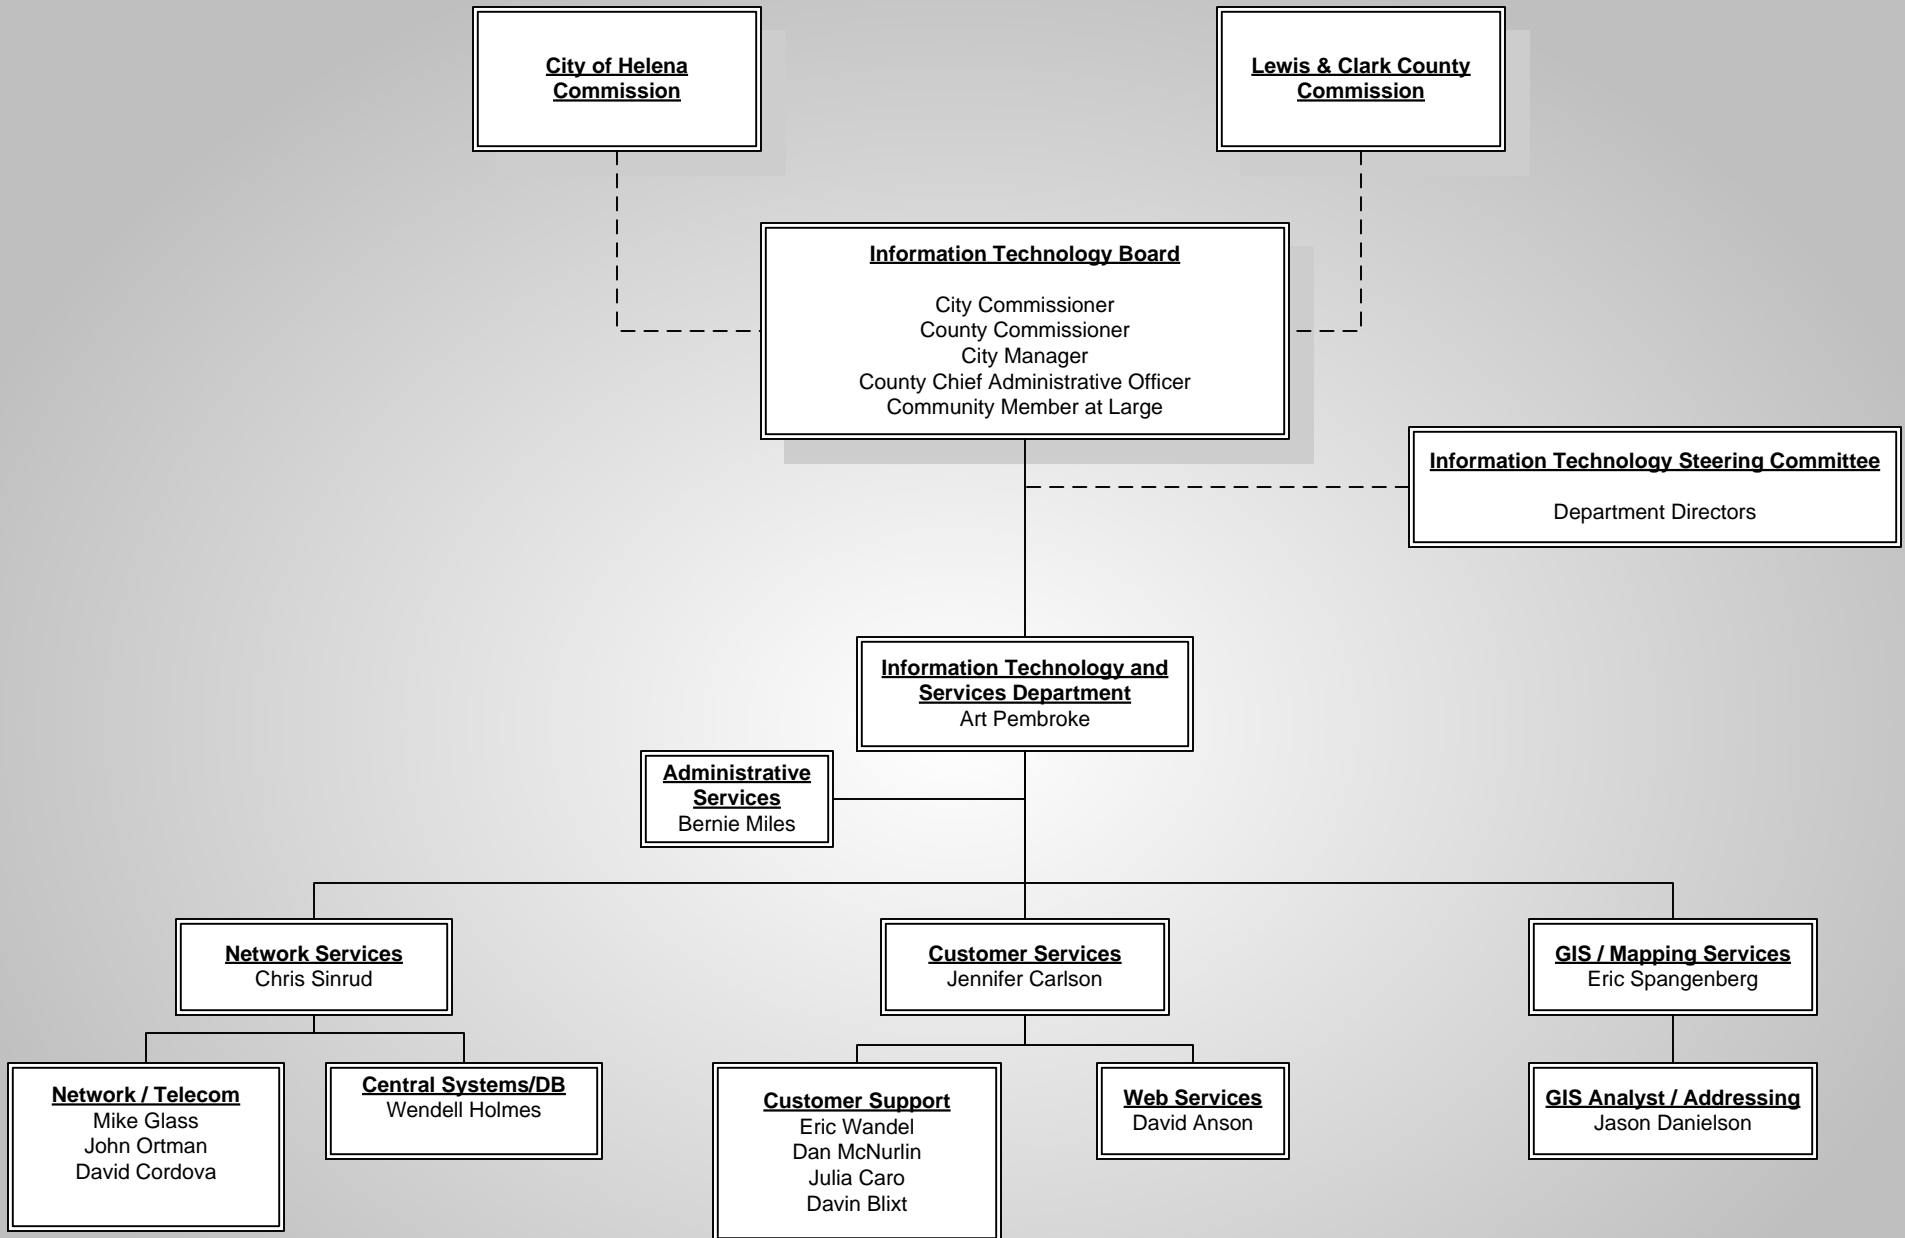 City of Helena
Commission
Lewis & Clark County
Commission
Information Technology Board
City Commissioner
County Commissioner
City Manager
County Chief Administrative Officer
Community Member at Large
Information Technology Steering Committee
Department Directors
Information Technology and
Services Department
Art Pembroke
Administrative
Services
Bernie Miles
Network Services
Chris Sinrud
Customer Services
Jennifer Carlson
GIS / Mapping Services
Eric Spangenberg
Network / Telecom
Mike Glass
John Ortman
David Cordova
Central Systems/DB
Wendell Holmes
Customer Support
Eric Wandel
Dan McNurlin
Julia Caro
Davin Blixt
Web Services
David Anson
GIS Analyst / Addressing
Jason Danielson